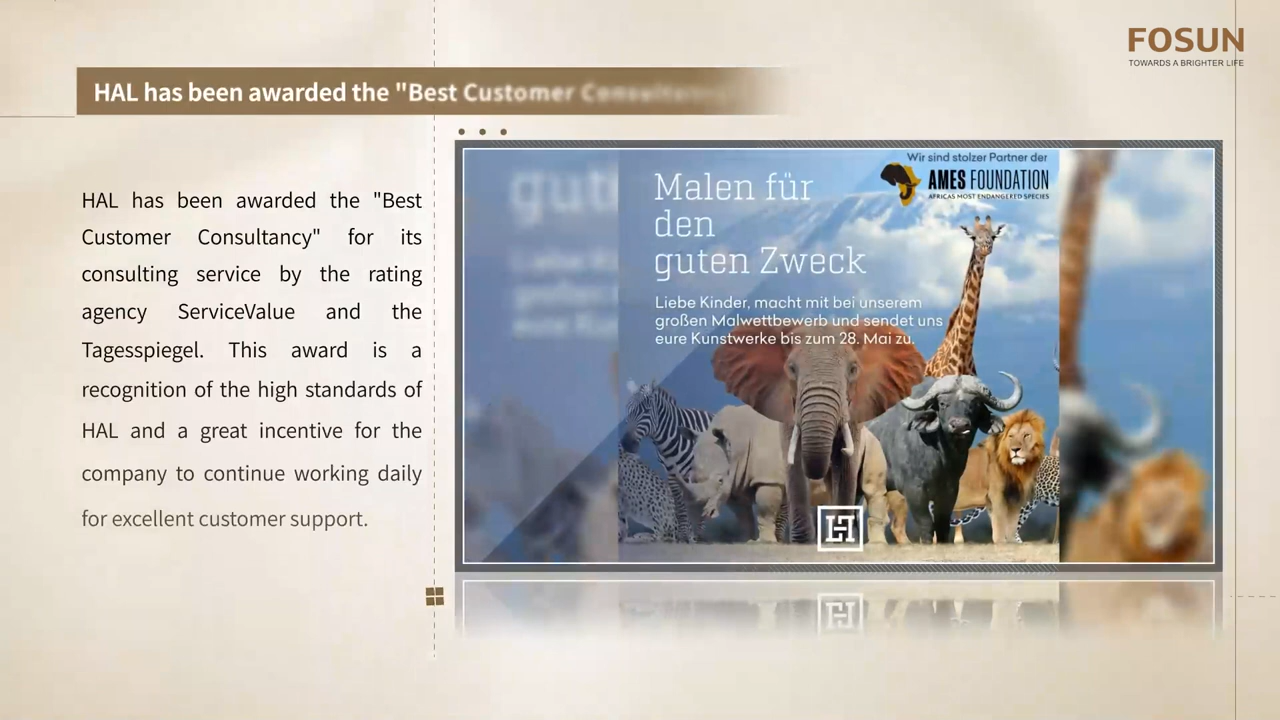 FOSUN
TOWARDS A BRIGHTER LIFE
HAL has been awarded the "Best Customer Consultancy
HAL has been awarded the "Best
Customer Consultancy" for its
consulting service by the rating
agency ServiceValue and the
Tagesspiegel. This award is a
recognition of the high standards of
HAL and a great incentive for the
company to continue working daily
for excellent customer support.
Wir sind stolzer Partner der
AMES FOUNDATION
AFRICAS MOST ENDANGERED SPECIES
Malen für
den
guten Zweck
Liebe Kinder, macht mit bei unserem
großen Malwettbewerb und sendet uns
eure Kunstwerke bis zum 28. Mai zu.